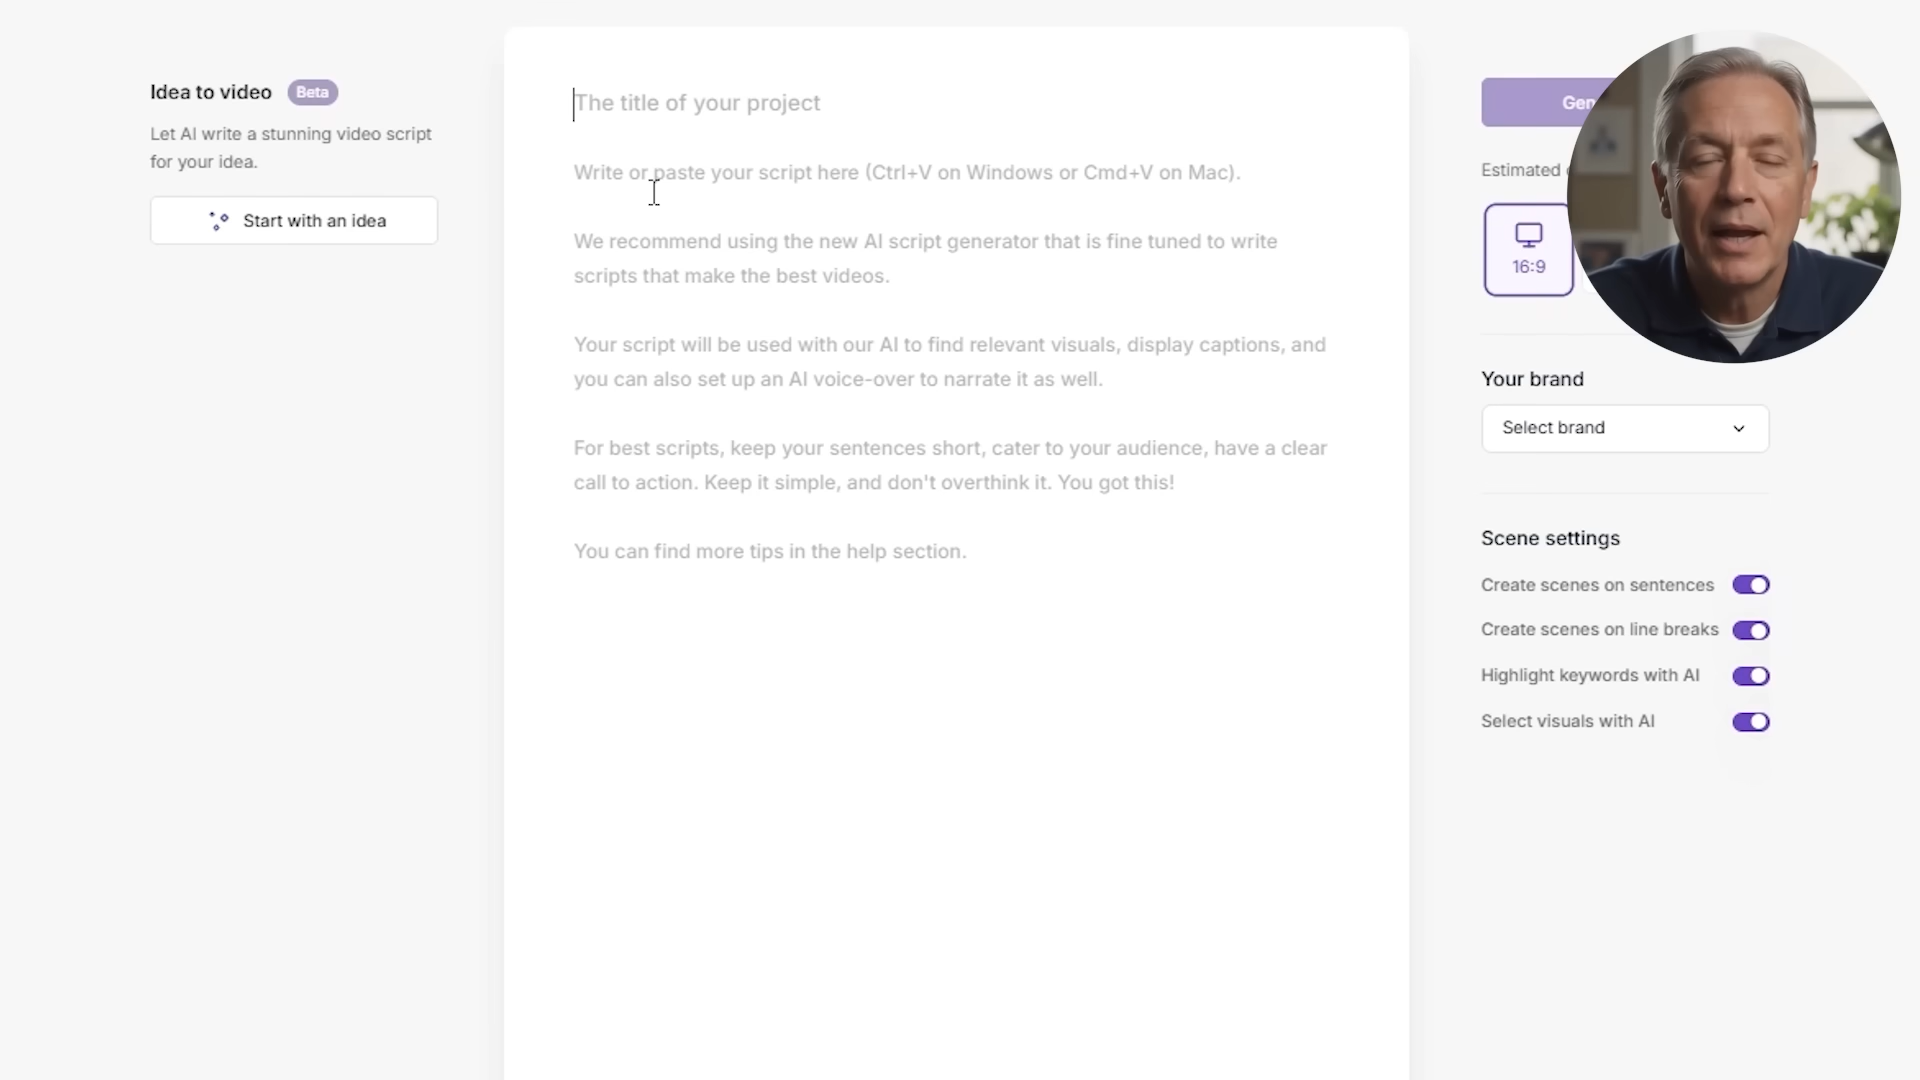 Idea to video
Beta
Let AI write a stunning video script
for your idea.
Start with an idea
The title of your project
Write or paste your script here (Ctrl+V on Windows or Cmd+V on Mac).
We recommend using the new AI script generator that is fine tuned to write
scripts that make the best videos.
Your script will be used with our AI to find relevant visuals, display captions, and
you can also set up an AI voice-over to narrate it as well.
For best scripts, keep your sentences short, cater to your audience, have a clear
call to action. Keep it simple, and don't overthink it. You got this!
You can find more tips in the help section.
Estimated
16:9
Your brand
Select brand
Scene settings
Create scenes on sentences
Create scenes on line breaks
Highlight keywords with AI
Select visuals with AI